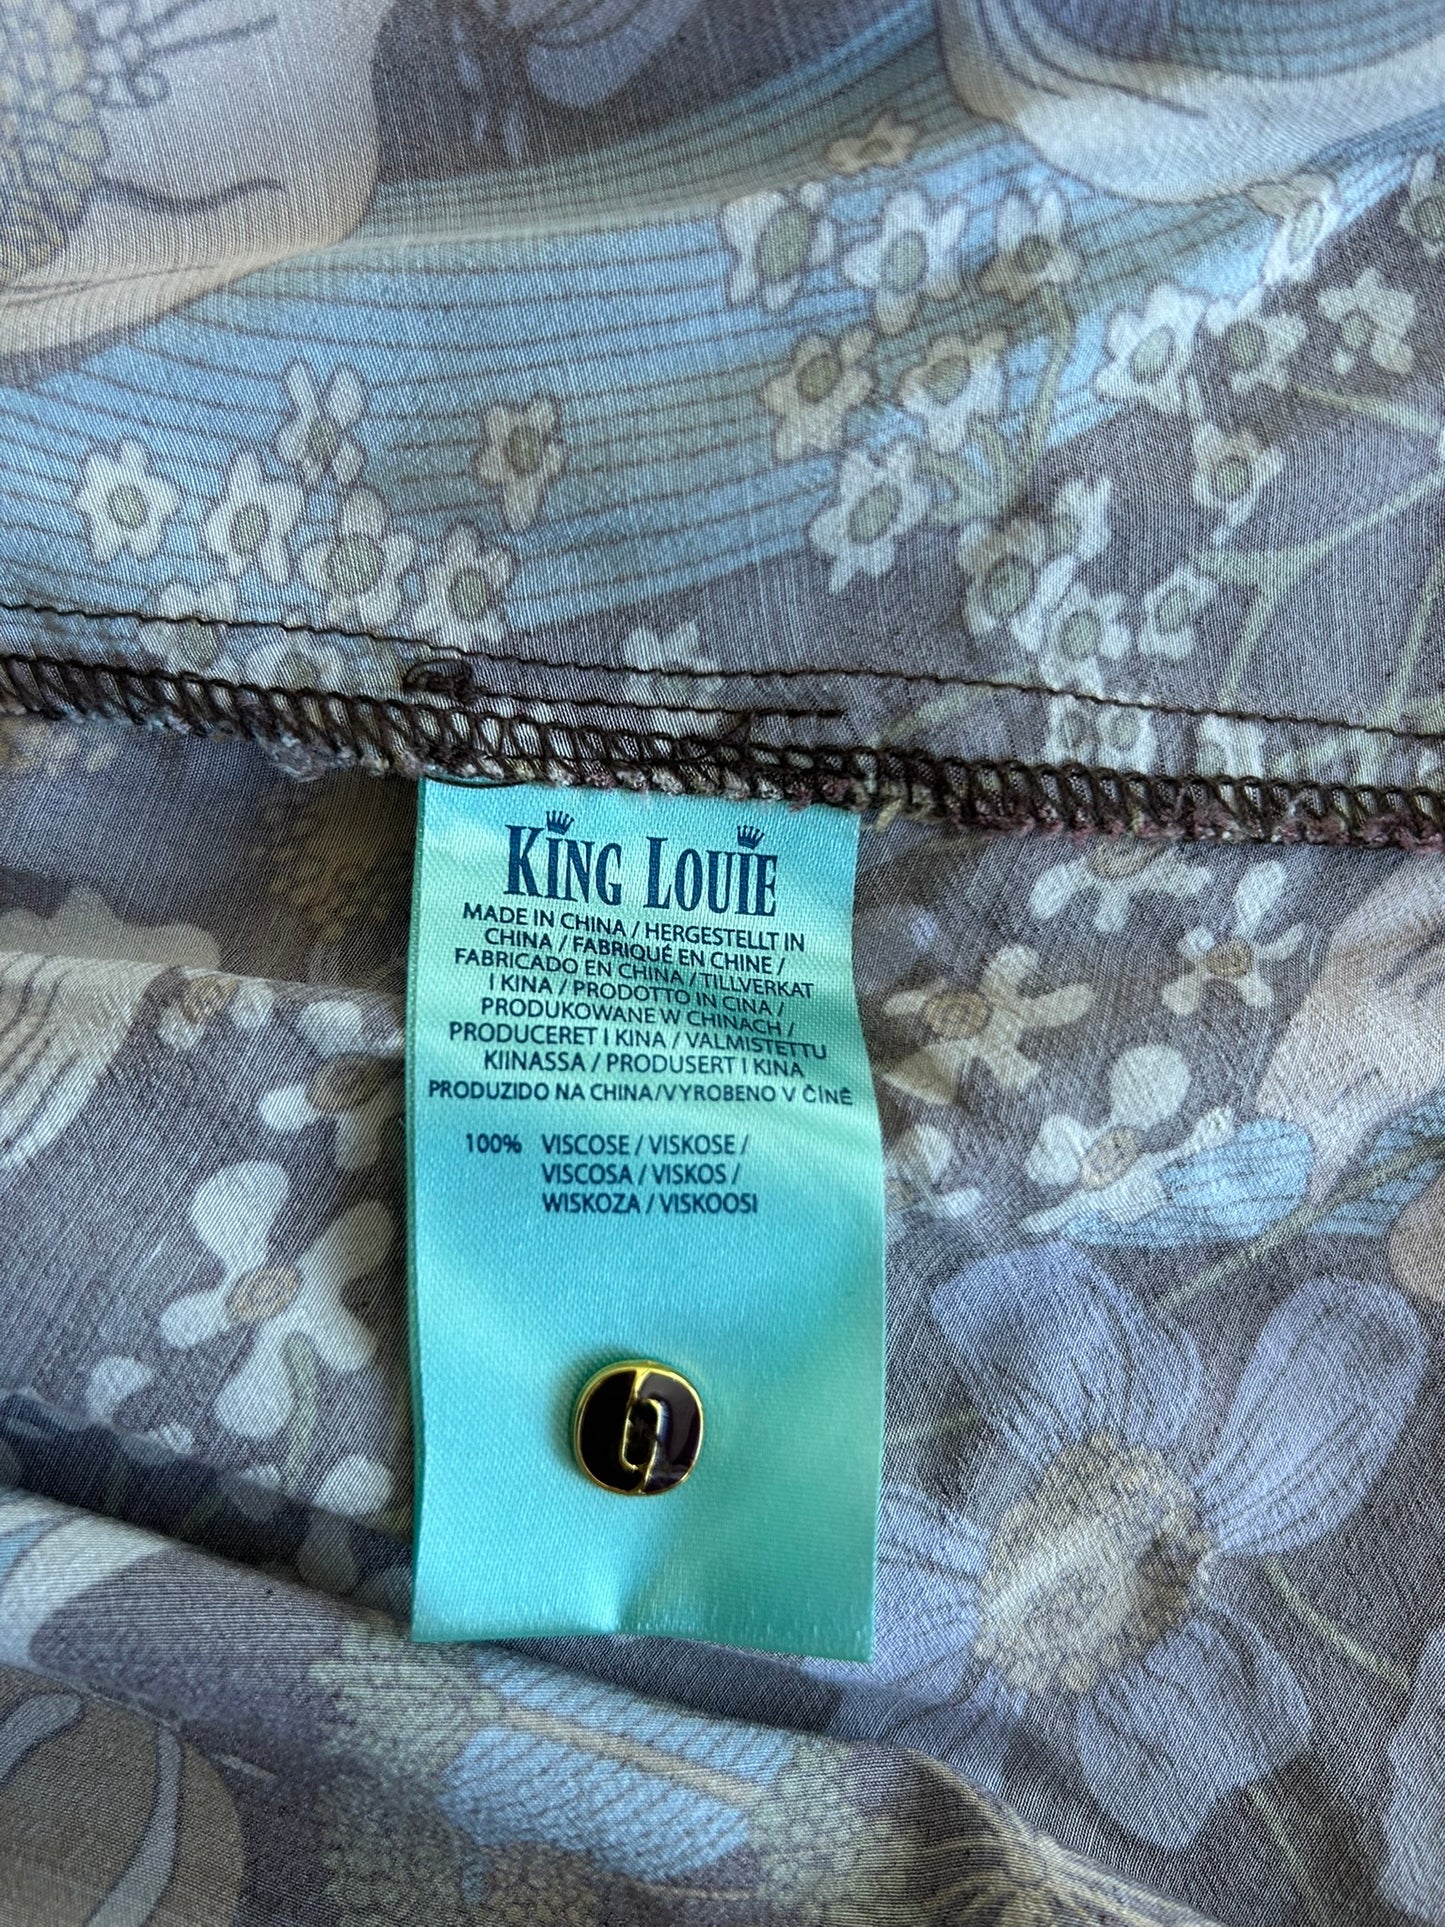 KING LOUIE
MADE IN CHINA / HERGESTELLT IN
CHINA / FABRIQUÉ EN CHINE /
FABRICADO EN CHINA / TILLVERKAT
I KINA / PRODOTTO IN CINA /
PRODUKOWANE W CHINACH /
PRODUCERET I KINA / VALMISTETTU
KIINASSA / PRODUSERT I KINA
PRODUZIDO NA CHINA/VYROBENO V ČÍNĚ
100% VISCOSE / VISKOSE /
VISCOSA / VISKOS /
WISKOZA / VISKOOSI